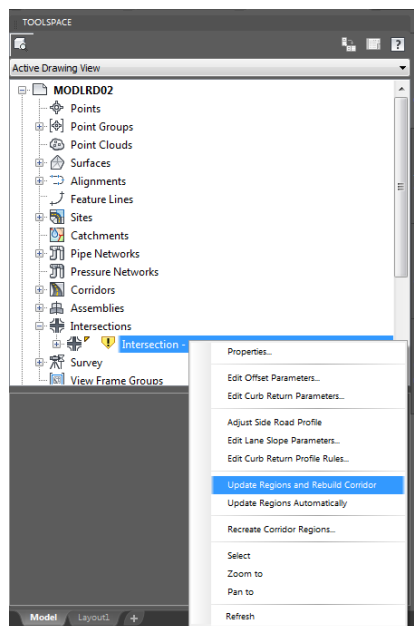 TOOLSPACE
Active Drawing View
MODLRD02
Points
Point Groups
Point Clouds
Surfaces
Alignments
Feature Lines
Sites
Catchments
Pipe Networks
Pressure Networks
Corridors
Assemblies
Intersections
Intersection -
Survey
View Frame Groups
Properties...
Edit Offset Parameters...
Edit Curb Return Parameters...
Adjust Side Road Profile
Edit Lane Slope Parameters...
Edit Curb Return Profile Rules...
Update Regions and Rebuild Corridor
Update Regions Automatically
Recreate Corridor Regions...
Select
Zoom to
Pan to
Refresh
Model Layout1 +